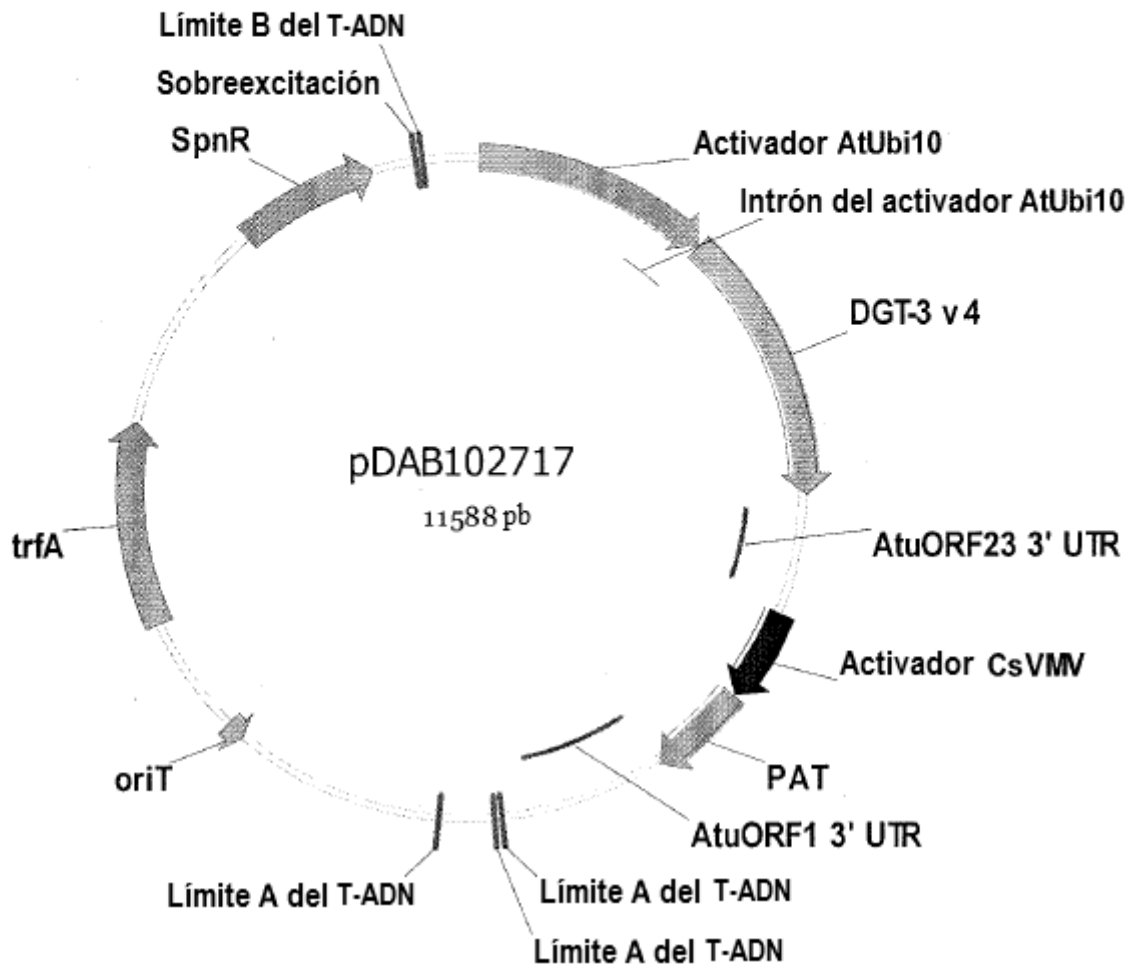 Límite B del T-ADN
Sobreexcitación
SpnR
Activador AtUbi10
Intrón del activador AtUbi10
DGT-3 v 4
pDAB102717
11588 pb
trfA
AtuORF23 3' UTR
Activador CsVMV
oriT
PAT
AtuORF1 3' UTR
Límite A del T-ADN
Límite A del T-ADN
Límite A del T-ADN